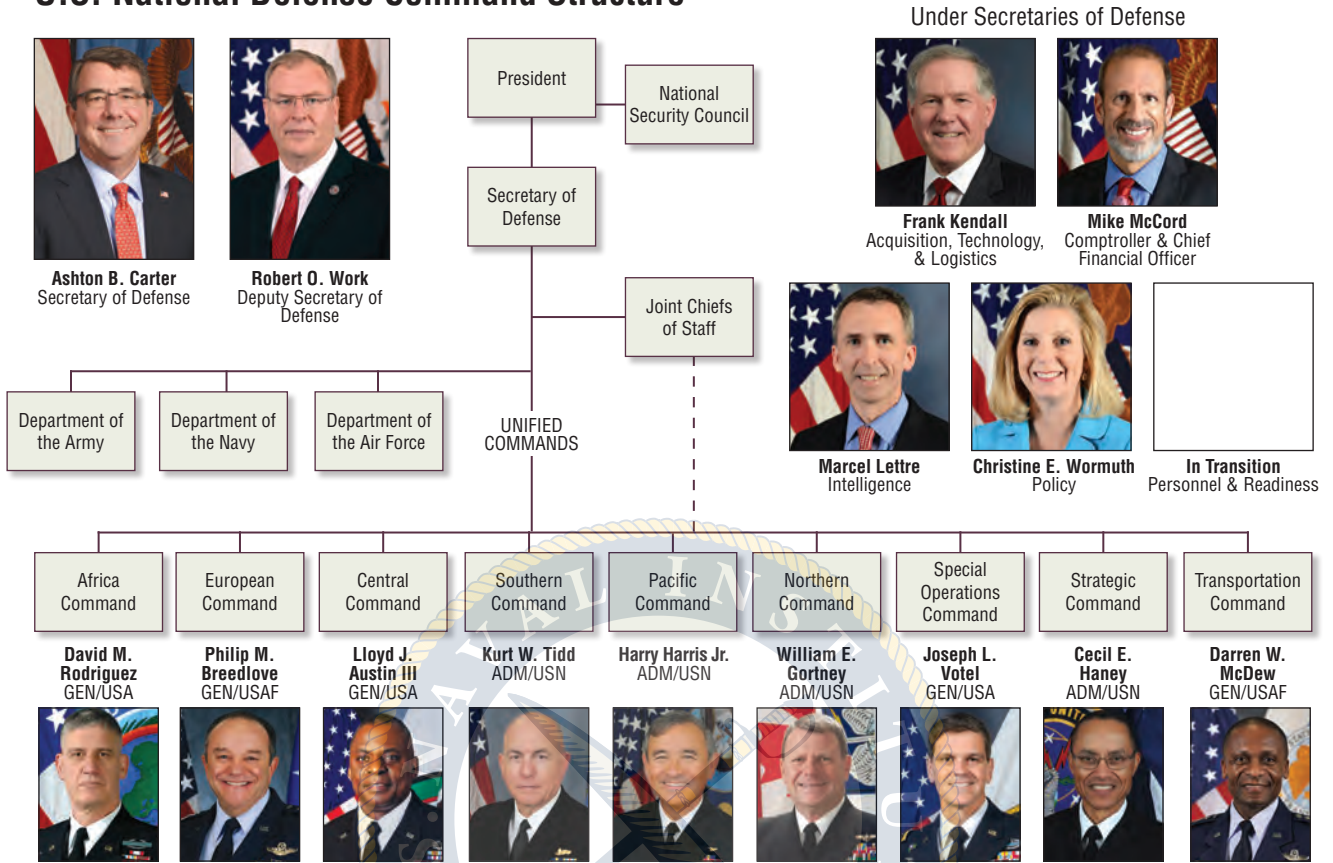 U.S. National Defense Command Structure
Under Secretaries of Defense
President
National
Security Council
Secretary of
Defense
Ashton B. Carter
Secretary of Defense
Robert O. Work
Deputy Secretary of
Defense
Frank Kendall
Acquisition, Technology,
& Logistics
Mike McCord
Comptroller & Chief
Financial Officer
Joint Chiefs
of Staff
Department of
the Army
Department of
the Navy
Department of
the Air Force
UNIFIED
COMMANDS
Marcel Lettre
Intelligence
Christine E. Wormuth
Policy
In Transition
Personnel & Readiness
Africa
Command
European
Command
Central
Command
Southern
Command
Pacific
Command
Northern
Command
Special
Operations
Command
Strategic
Command
Transportation
Command
David M.
Rodriguez
GEN/USA
Philip M.
Breedlove
GEN/USAF
Lloyd J.
Austin III
GEN/USA
Kurt W. Tidd
ADM/USN
Harry Harris Jr.
ADM/USN
William E.
Gortney
ADM/USN
Joseph L.
Votel
GEN/USA
Cecil E.
Haney
ADM/USN
Darren W.
McDew
GEN/USAF
NAVAL INSTITU